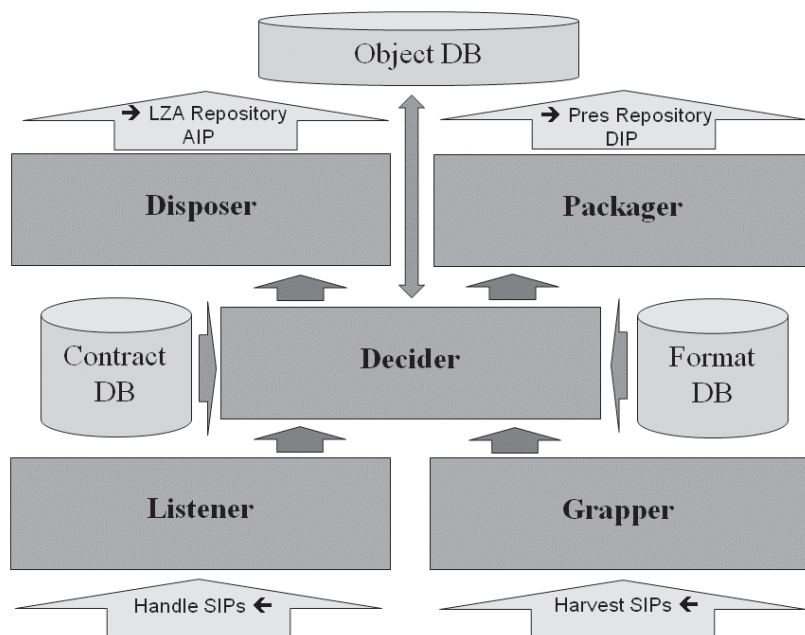 Object DB
→ LZA Repository
AIP
→ Pres Repository
DIP
Disposer
Packager
Contract
DB
Decider
Format
DB
Listener
Grapper
Handle SIPs ←
Harvest SIPs ←